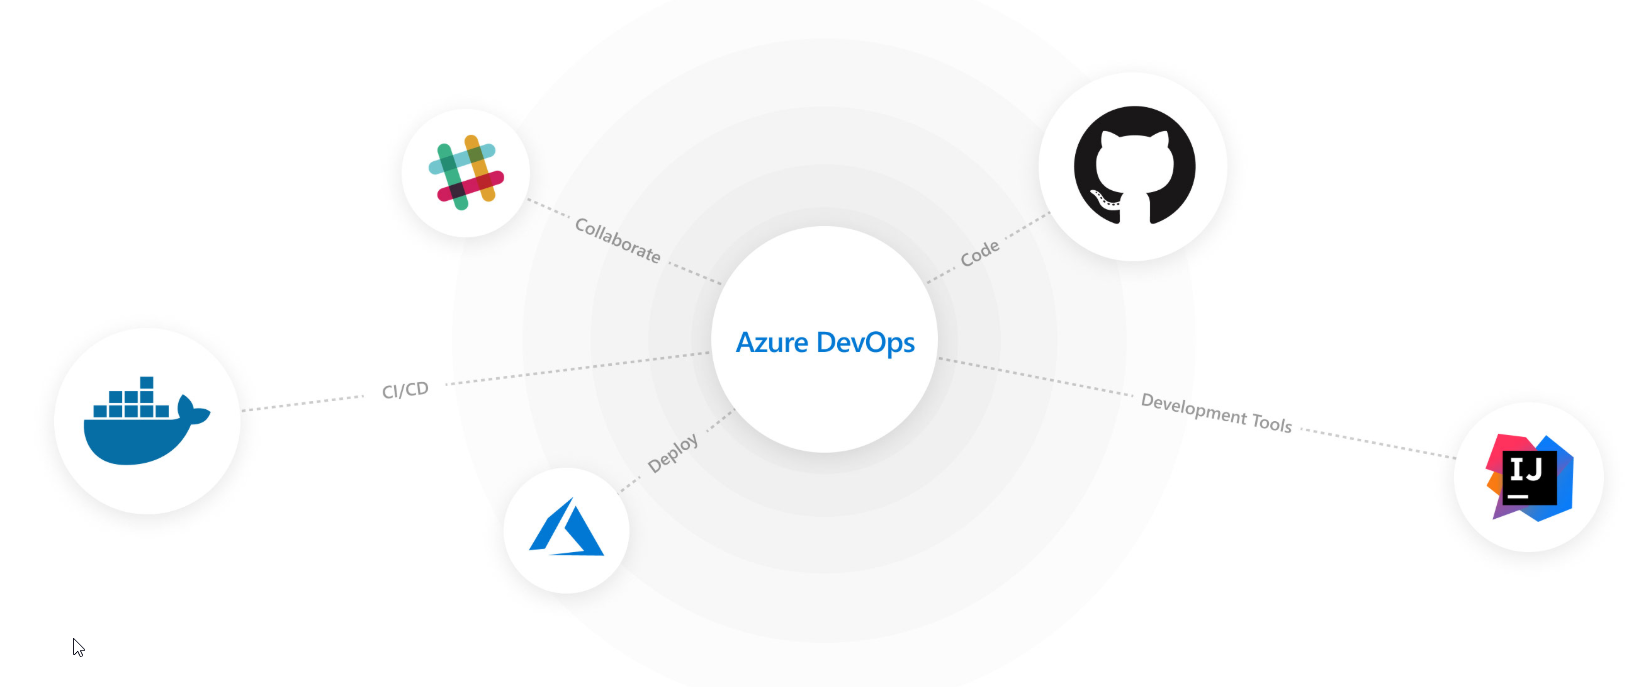 Collaborate
Code
Azure DevOps
CI/CD
Development Tools
Deploy
IJ